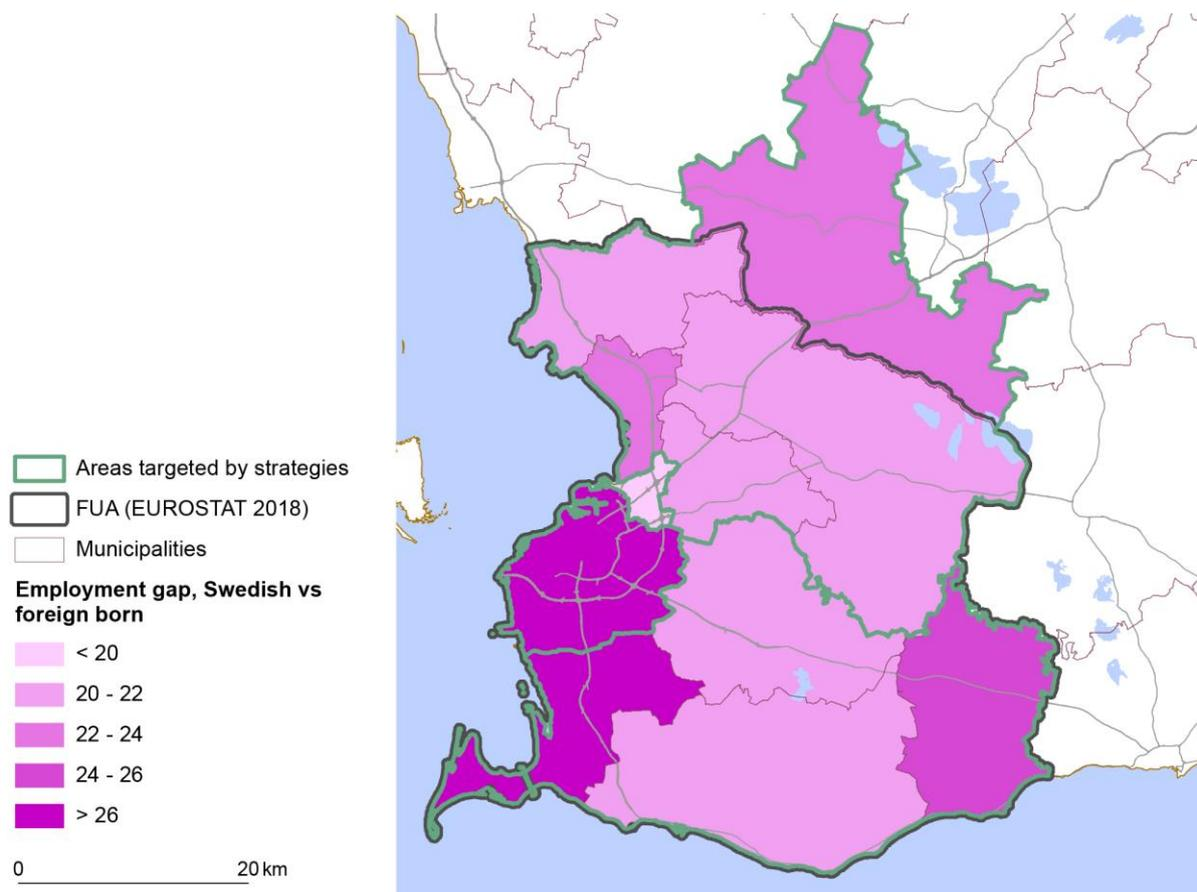 Areas targeted by strategies
FUA (EUROSTAT 2018)
Municipalities
Employment gap, Swedish vs
foreign born
< 20
20 - 22
22 - 24
24 - 26
> 26
0 20 km